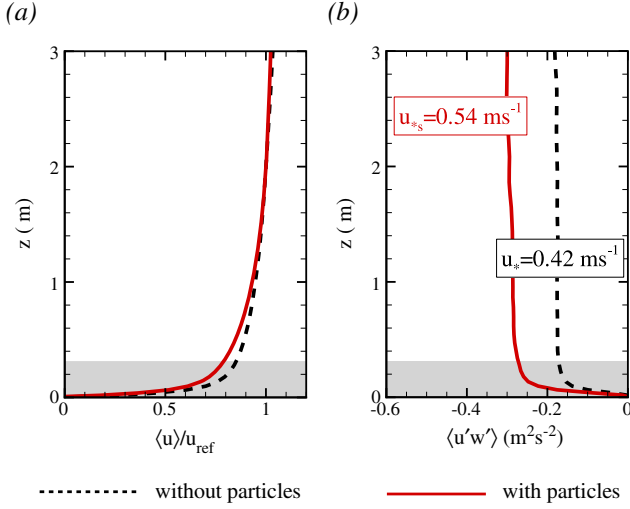 (a)
(b)
3
2
1
0
z ( m)
0
0.5
1
⟨u⟩/u_ref
3
2
1
0
z ( m)
u_{*s}=0.54 ms^{-1}
u_*=0.42 ms^{-1}
-0.6
-0.4
-0.2
0
⟨u′w′⟩ (m²s⁻²)
without particles
with particles